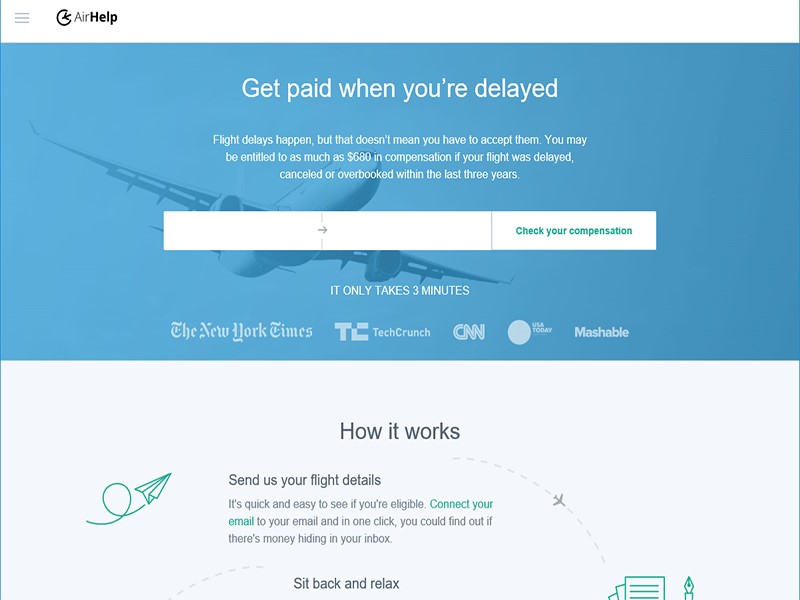 AirHelp
Get paid when you’re delayed
Flight delays happen, but that doesn’t mean you have to accept them. You may
be entitled to as much as $680 in compensation if your flight was delayed,
canceled or overbooked within the last three years.
Check your compensation
IT ONLY TAKES 3 MINUTES
The New York Times
TC TechCrunch
CNN
USA
TODAY
Mashable
How it works
Send us your flight details
It's quick and easy to see if you're eligible. Connect your
email to your email and in one click, you could find out if
there's money hiding in your inbox.
Sit back and relax